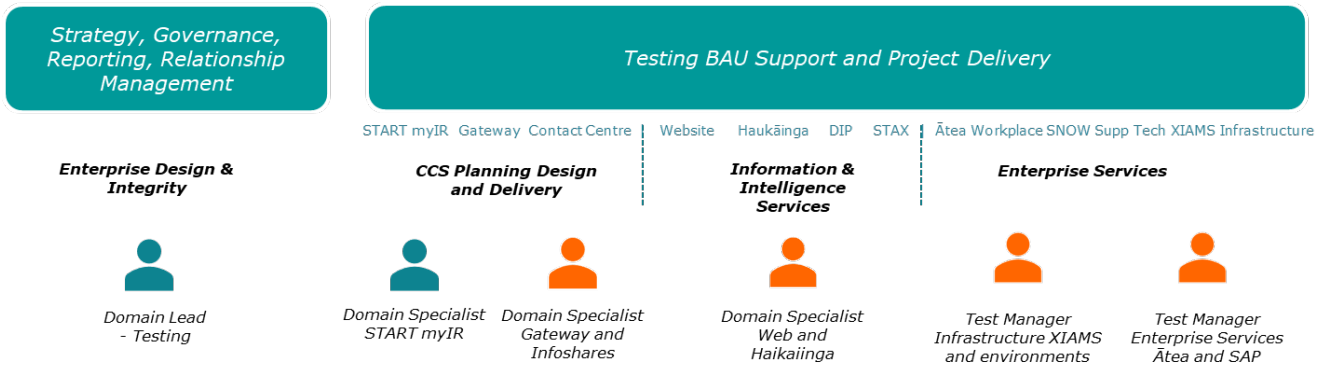 Strategy, Governance,
Reporting, Relationship
Management
Testing BAU Support and Project Delivery
START myIR Gateway Contact Centre
Website Haukāinga DIP STAX
Ātea Workplace SNOW Supp Tech XIAMS Infrastructure
Enterprise Design &
Integrity
CCS Planning Design
and Delivery
Information &
Intelligence
Services
Enterprise Services
Domain Lead
- Testing
Domain Specialist
START myIR
Domain Specialist
Gateway and
Infoshares
Domain Specialist
Web and
Haikaiinga
Test Manager
Infrastructure XIAMS
and environments
Test Manager
Enterprise Services
Ātea and SAP